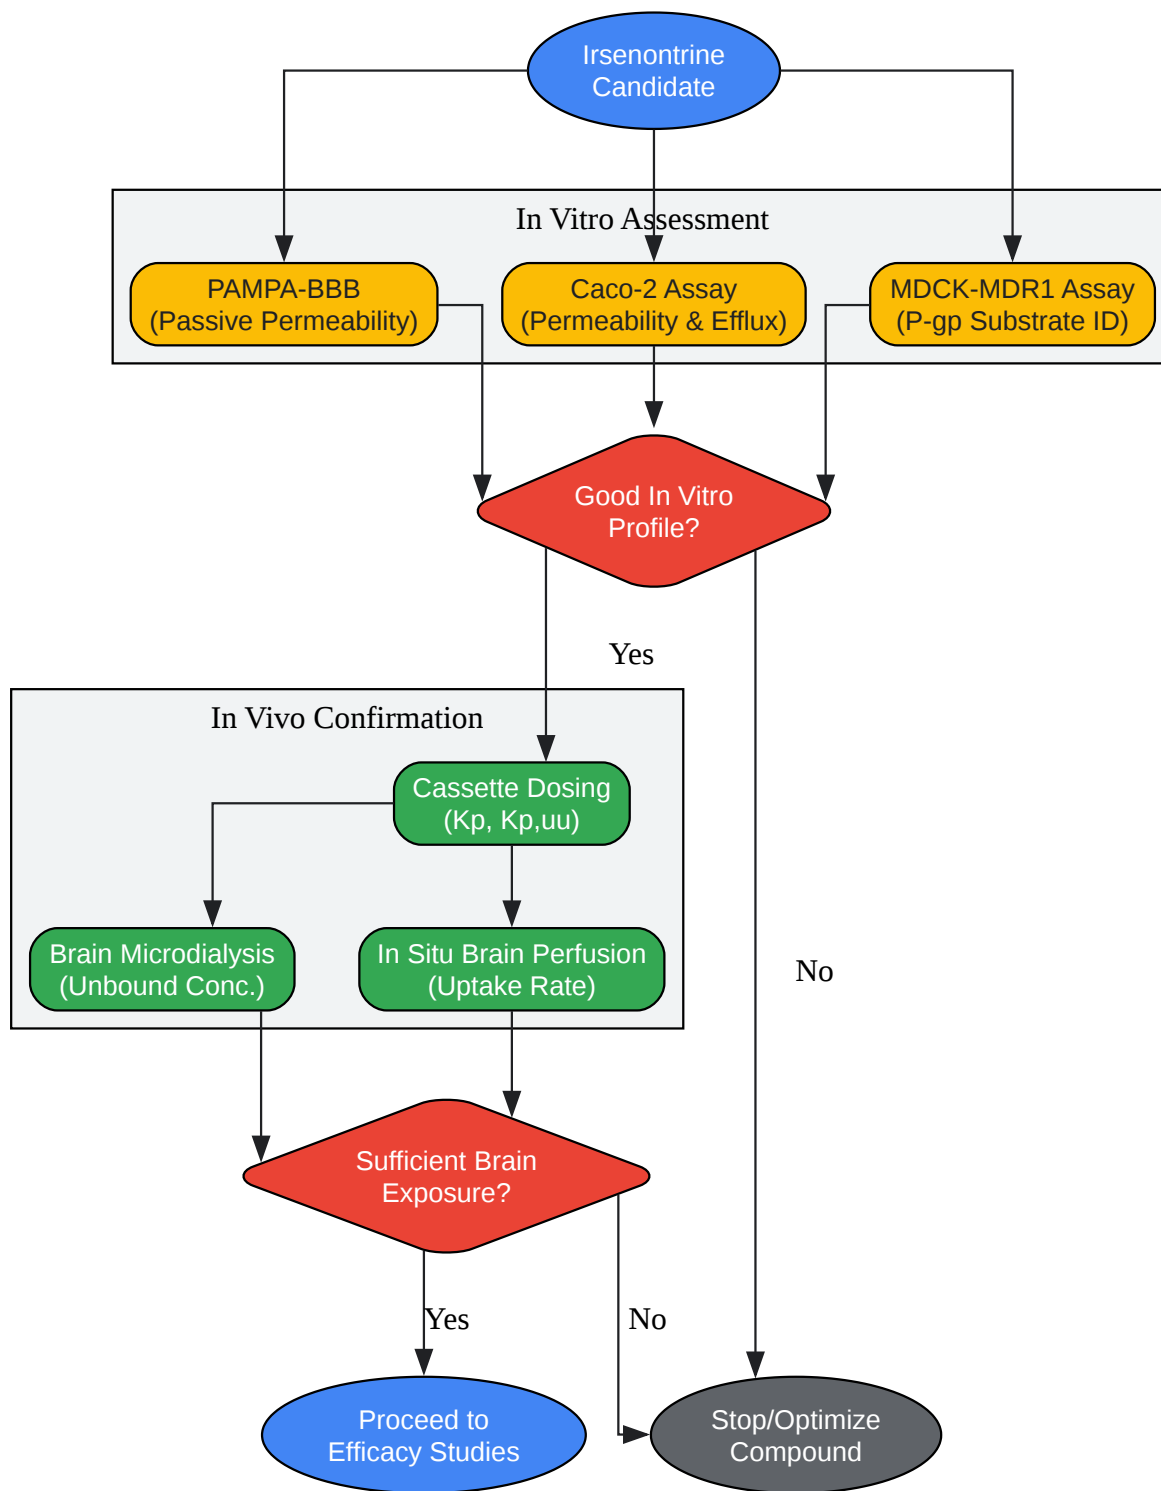 Irsenontrine
Candidate
In Vitro Assessment
PAMPA-BBB
(Passive Permeability)
Caco-2 Assay
(Permeability & Efflux)
MDCK-MDR1 Assay
(P-gp Substrate ID)
Good In Vitro
Profile?
Yes
In Vivo Confirmation
Cassette Dosing
(Kp, Kp,uu)
Brain Microdialysis
(Unbound Conc.)
In Situ Brain Perfusion
(Uptake Rate)
No
Sufficient Brain
Exposure?
Yes
No
Proceed to
Efficacy Studies
Stop/Optimize
Compound